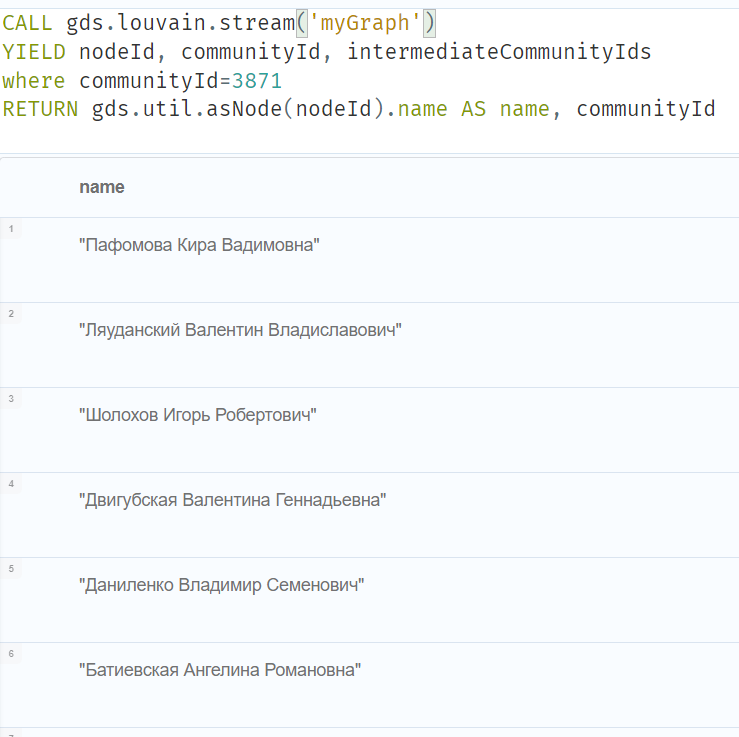 CALL gds.louvain.stream('myGraph')
YIELD nodeId, communityId, intermediateCommunityIds
where communityId=3871
RETURN gds.util.asNode(nodeId).name AS name, communityId
name
1
"Пафомова Кира Вадимовна"
2
"Ляуданский Валентин Владиславович"
3
"Шолохов Игорь Робертович"
4
"Двигубская Валентина Геннадьевна"
5
"Даниленко Владимир Семенович"
6
"Батиевская Ангелина Романовна"